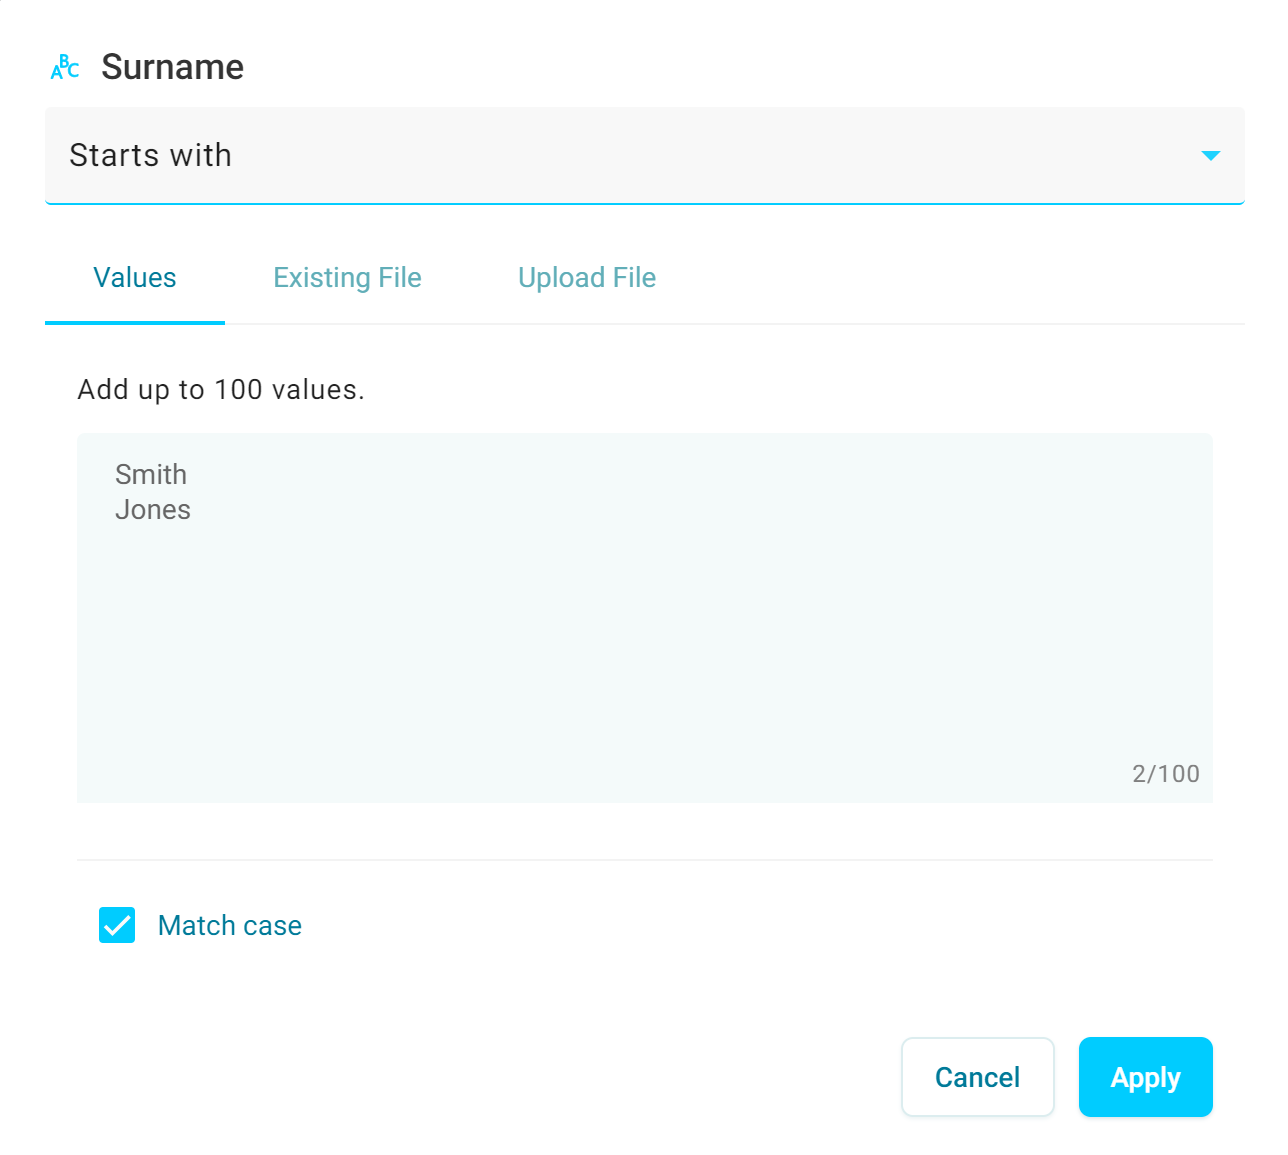 ABC Surname
Starts with
Values Existing File Upload File
Add up to 100 values.
Smith
Jones
2/100
Match case
Cancel Apply